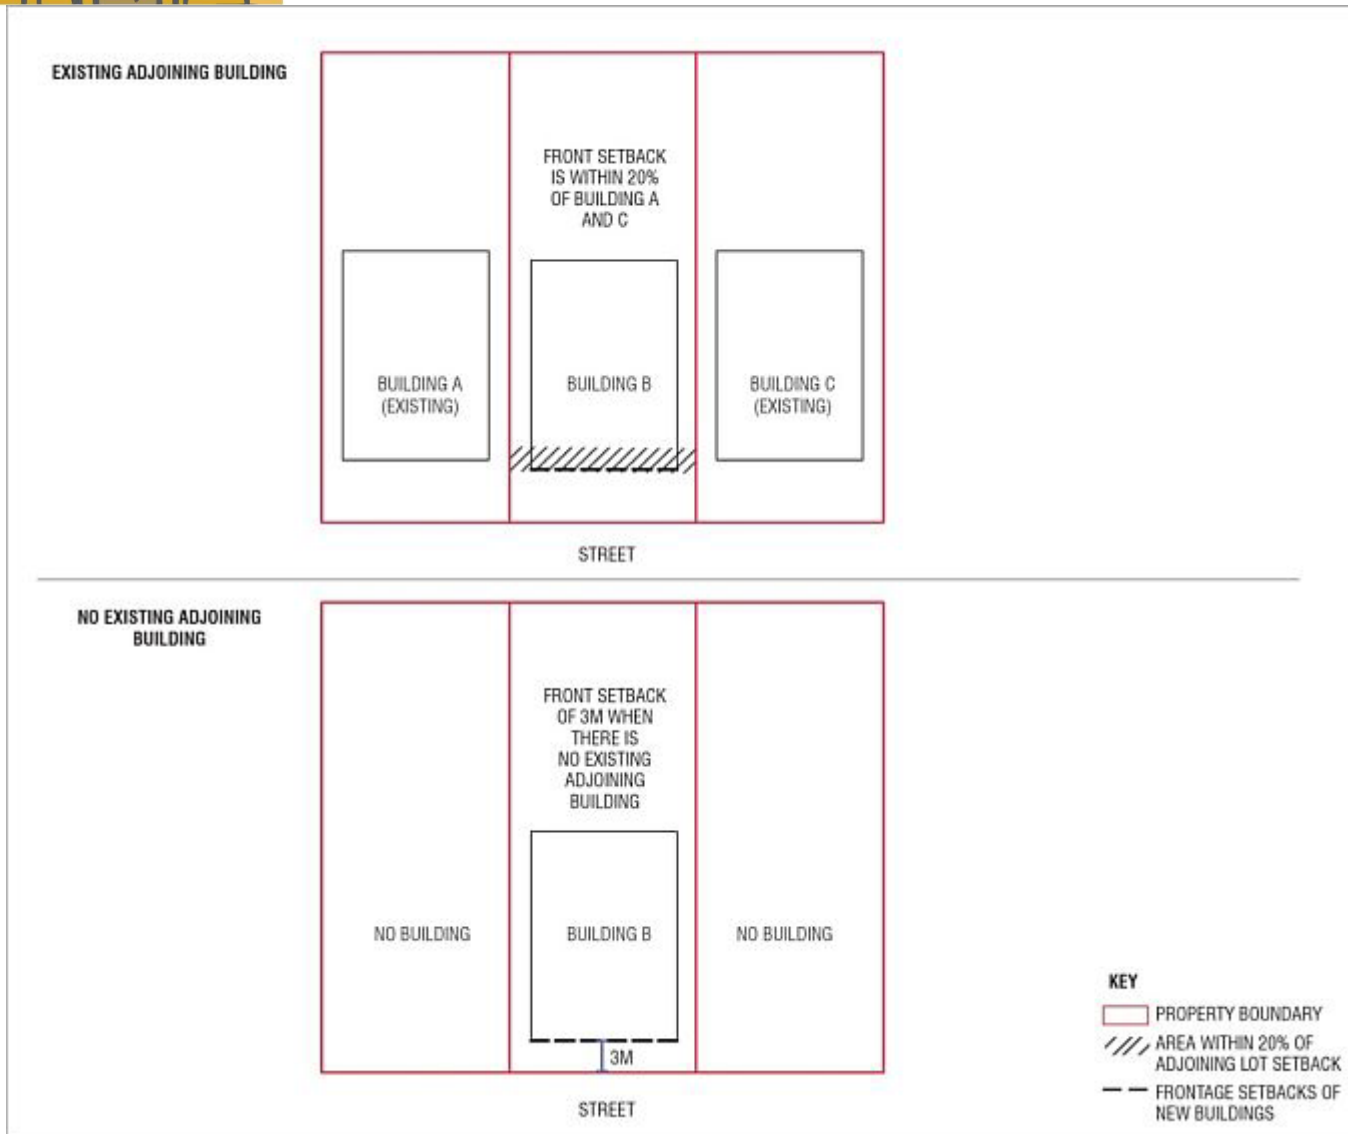 EXISTING ADJOINING BUILDING
FRONT SETBACK
IS WITHIN 20%
OF BUILDING A
AND C
BUILDING A
(EXISTING)
BUILDING B
BUILDING C
(EXISTING)
STREET
NO EXISTING ADJOINING
BUILDING
FRONT SETBACK
OF 3M WHEN
THERE IS
NO EXISTING
ADJOINING
BUILDING
NO BUILDING
BUILDING B
NO BUILDING
3M
STREET
KEY
PROPERTY BOUNDARY
AREA WITHIN 20% OF
ADJOINING LOT SETBACK
FRONTAGE SETBACKS OF
NEW BUILDINGS